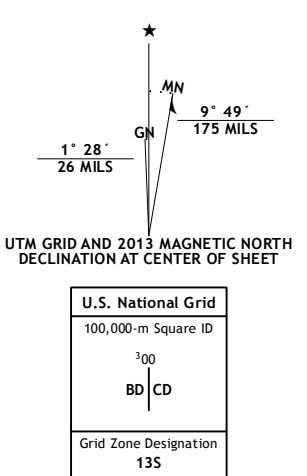 ★
MN
9° 49´
175 MILS
GN
1° 28´
26 MILS
UTM GRID AND 2013 MAGNETIC NORTH
DECLINATION AT CENTER OF SHEET
U.S. National Grid
100,000-m Square ID
³00
BD CD
Grid Zone Designation
13S